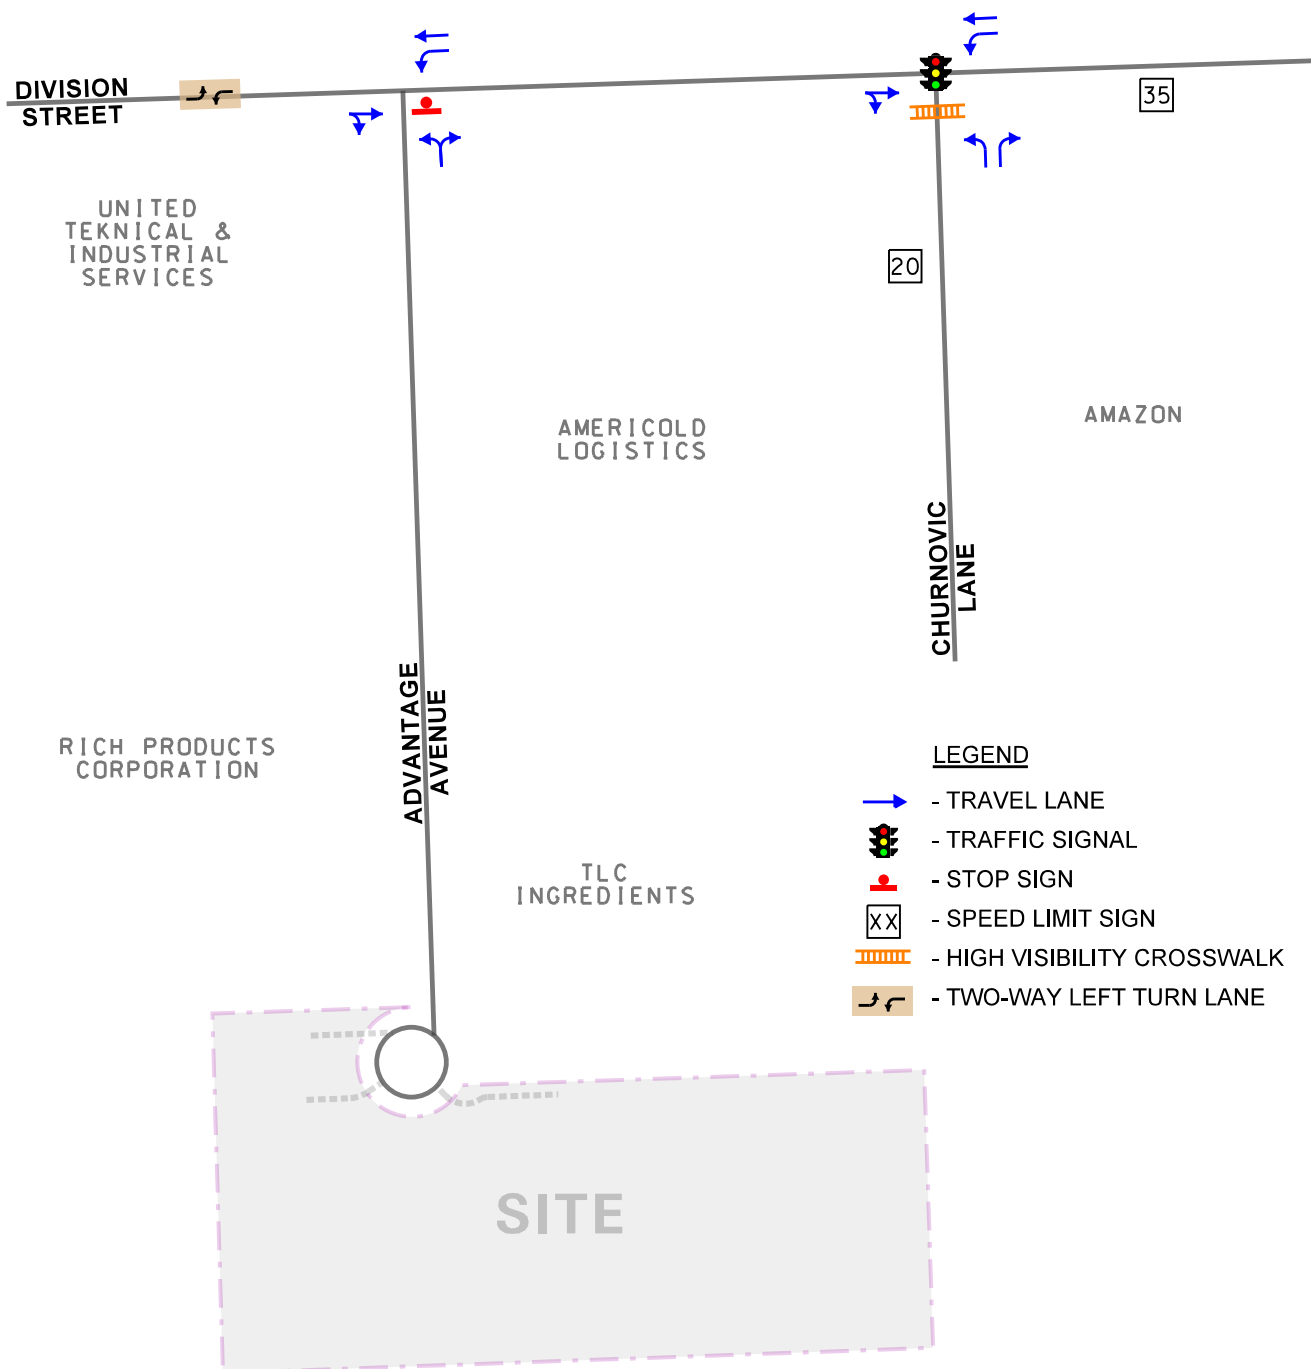 DIVISION
STREET
35
UNITED
TEKNICAL &
INDUSTRIAL
SERVICES
20
AMERICOLD
LOGISTICS
AMAZON
CHURNOVIC
LANE
ADVANTAGE
AVENUE
RICH PRODUCTS
CORPORATION
TLC
INGREDIENTS
LEGEND
- TRAVEL LANE
- TRAFFIC SIGNAL
- STOP SIGN
XX - SPEED LIMIT SIGN
- HIGH VISIBILITY CROSSWALK
- TWO-WAY LEFT TURN LANE
SITE